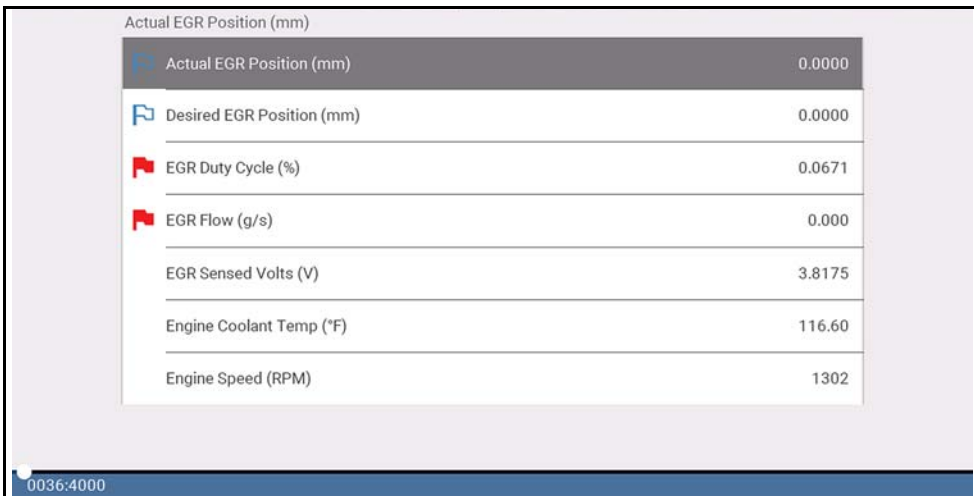 Actual EGR Position (mm)
Actual EGR Position (mm) 0.0000
Desired EGR Position (mm) 0.0000
EGR Duty Cycle (%) 0.0671
EGR Flow (g/s) 0.000
EGR Sensed Volts (V) 3.8175
Engine Coolant Temp (°F) 116.60
Engine Speed (RPM) 1302
0036:4000